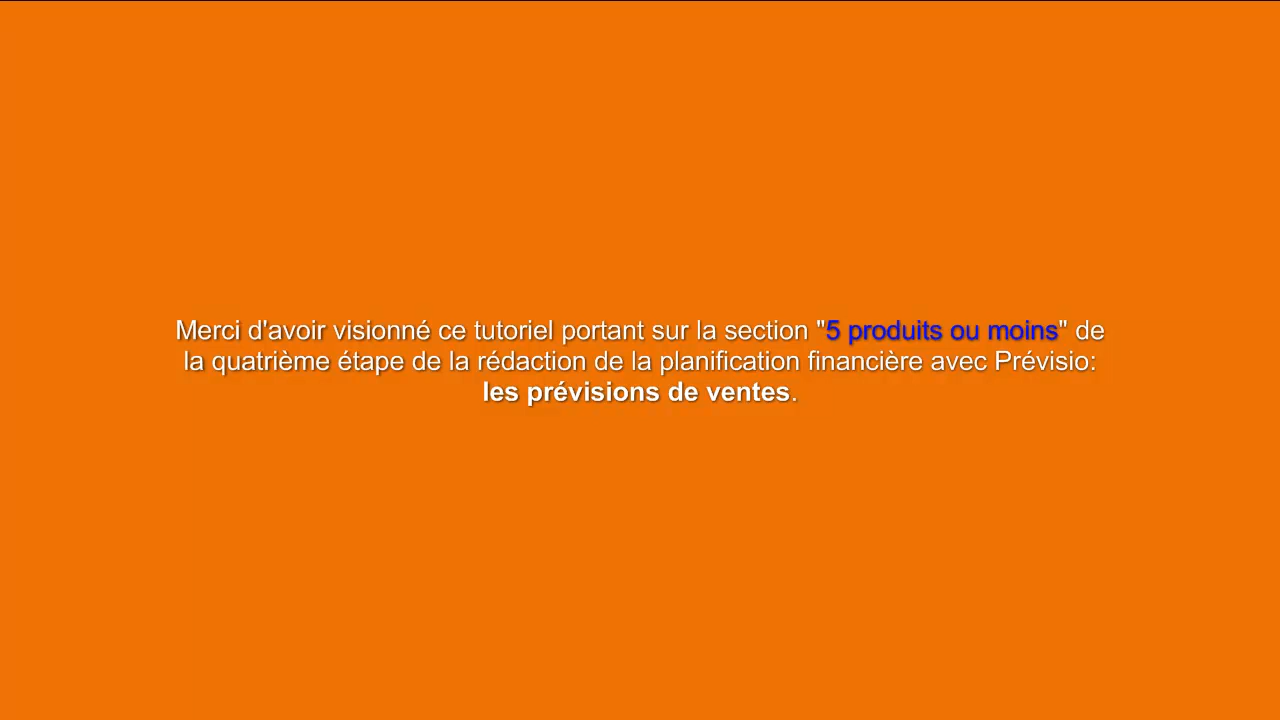 Merci d'avoir visionné ce tutoriel portant sur la section "5 produits ou moins" de
la quatrième étape de la rédaction de la planification financière avec Prévisio:
les prévisions de ventes.